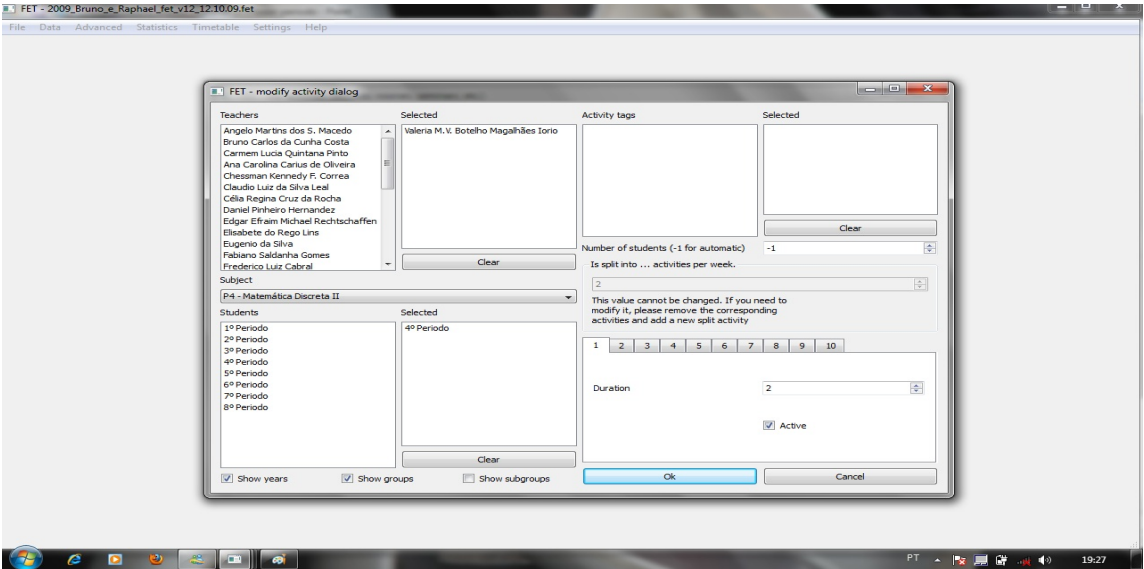 FET - 2009_Bruno_e_Raphael_fet_v12_12.10.09.fet
File Data Advanced Statistics Timetable Settings Help
FET - modify activity dialog
Teachers
Angelo Martins dos S. Macedo
Bruno Carlos da Cunha Costa
Carmem Lucia Quintana Pinto
Ana Carolina Carius de Oliveira
Chessman Kennedy F. Correa
Claudio Luiz da Silva Leal
Célia Regina Cruz da Rocha
Daniel Pinheiro Hernandez
Edgar Efraim Michael Rechtschaffen
Elisabete do Rego Lins
Eugenio da Silva
Fabiano Saldanha Gomes
Frederico Luiz Cabral
Selected
Valeria M.V. Botelho Magalhães Iorio
Clear
Subject
P4 - Matemática Discreta II
Students
1º Periodo
2º Periodo
3º Periodo
4º Periodo
5º Periodo
6º Periodo
7º Periodo
8º Periodo
Selected
4º Periodo
Clear
Show years
Show groups
Show subgroups
Activity tags
Selected
Clear
Number of students (-1 for automatic)
-1
Is split into ... activities per week.
2
This value cannot be changed. If you need to
modify it, please remove the corresponding
activities and add a new split activity
1 2 3 4 5 6 7 8 9 10
Duration
2
Active
Ok
Cancel
PT
19:27